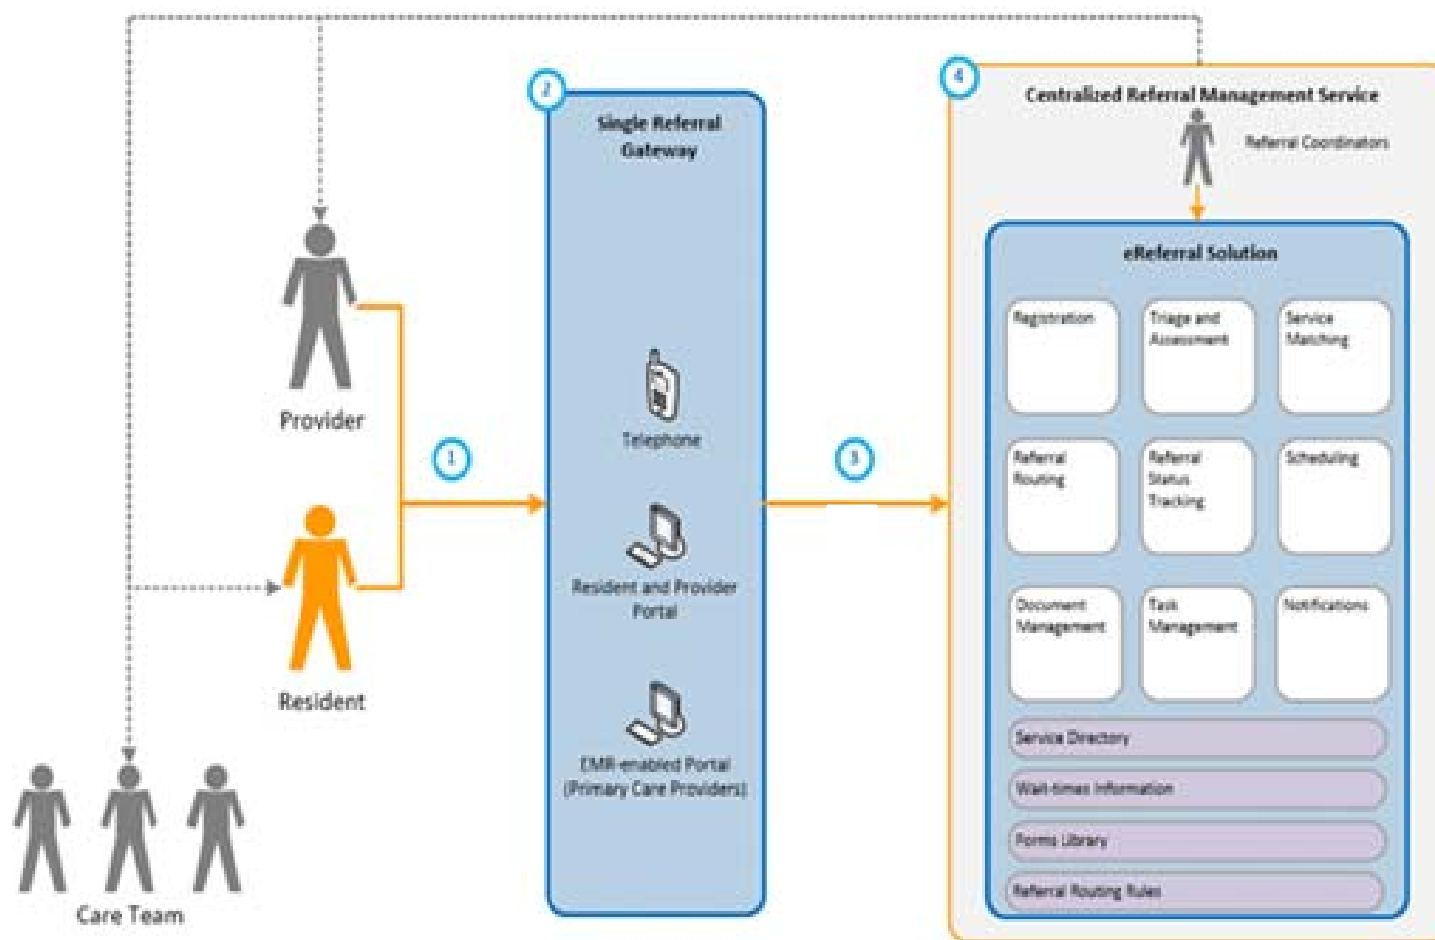 4
Centralized Referral Management Service
Referral Coordinators
2
Single Referral
Gateway
eReferral Solution
Registration
Triage and
Assessment
Service
Matching
Provider
Telephone
1
3
Referral
Routing
Referral
Status
Tracking
Scheduling
Resident and Provider
Portal
Document
Management
Task
Management
Notifications
Resident
EMR-enabled Portal
(Primary Care Providers)
Service Directory
Wait-times Information
Forms Library
Referral Routing Rules
Care Team